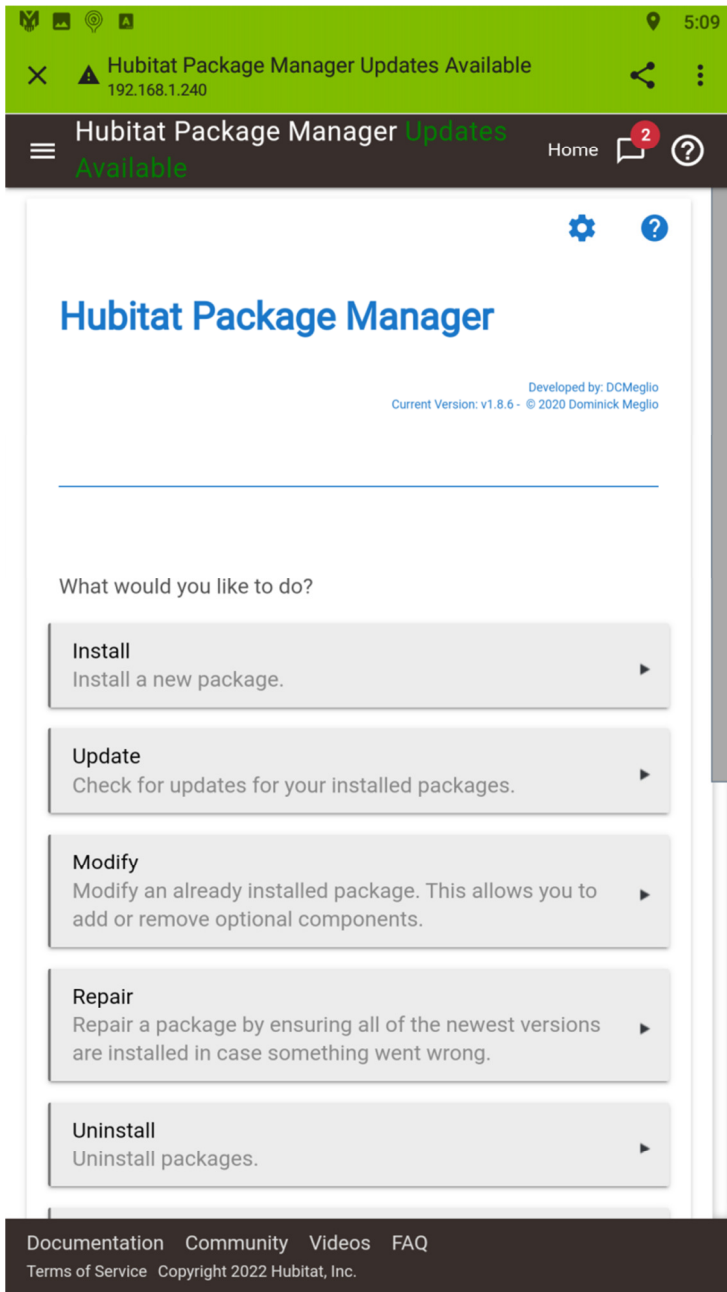 5:09
Hubitat Package Manager Updates Available
192.168.1.240
Hubitat Package Manager Updates
Available
Home
2
Hubitat Package Manager
Developed by: DCMeglio
Current Version: v1.8.6 - © 2020 Dominick Meglio
What would you like to do?
Install
Install a new package.
Update
Check for updates for your installed packages.
Modify
Modify an already installed package. This allows you to
add or remove optional components.
Repair
Repair a package by ensuring all of the newest versions
are installed in case something went wrong.
Uninstall
Uninstall packages.
Documentation Community Videos FAQ
Terms of Service Copyright 2022 Hubitat, Inc.